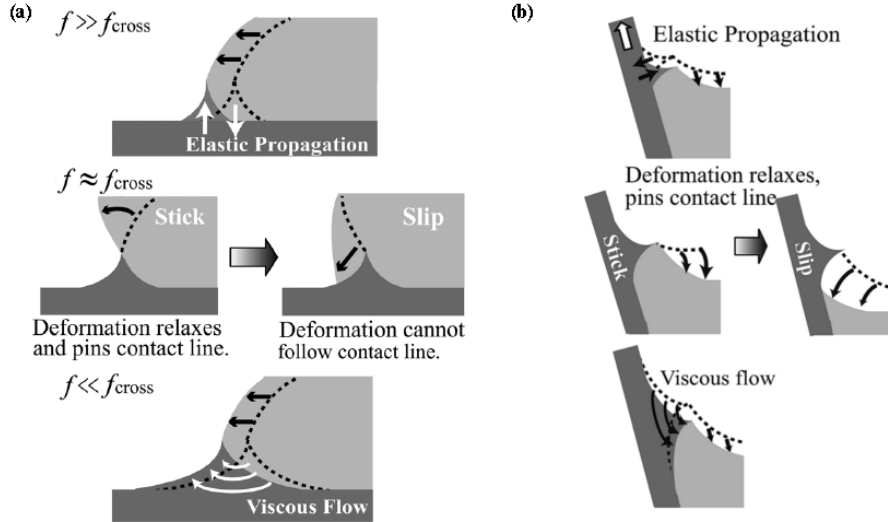 (a)
f ≫ fcross
Elastic Propagation
f ≈ fcross
Stick
Slip
Deformation relaxes
and pins contact line.
Deformation cannot
follow contact line.
f ≪ fcross
Viscous Flow
(b)
Elastic Propagation
Deformation relaxes,
pins contact line
Stick
Slip
Viscous flow